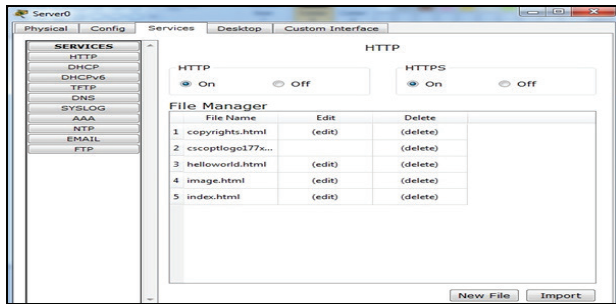 Server0
Physical Config Services Desktop Custom Interface
SERVICES
HTTP
DHCP
DHCPv6
TFTP
DNS
SYSLOG
AAA
NTP
EMAIL
FTP
HTTP
HTTP HTTPS
On Off On Off
File Manager
File Name Edit Delete
1 copyrights.html (edit) (delete)
2 cscoptlogo177x... (delete)
3 helloworld.html (edit) (delete)
4 image.html (edit) (delete)
5 index.html (edit) (delete)
New File Import